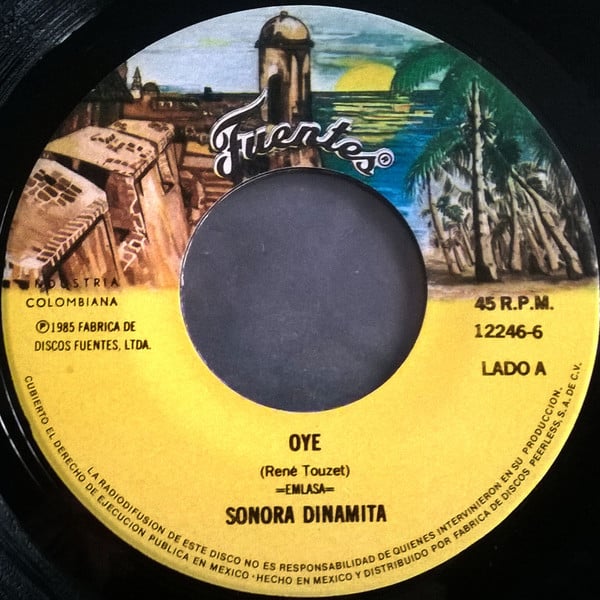 Fuentes®
INDUSTRIA
COLOMBIANA
℗1985 FABRICA DE
DISCOS FUENTES, LTDA.
45 R.P.M.
12246-6
LADO A
OYE
(René Touzet)
=EMLASA=
SONORA DINAMITA
CUBIERTO EL DERECHO DE EJECUCION PUBLICA EN MEXICO · HECHO EN MEXICO Y DISTRIBUIDO POR FABRICA DE DISCOS PEERLESS, S.A. DE C.V.
LA RADIODIFUSION DE ESTE DISCO NO ES RESPONSABILIDAD DE QUIENES INTERVINIERON EN SU PRODUCCION.